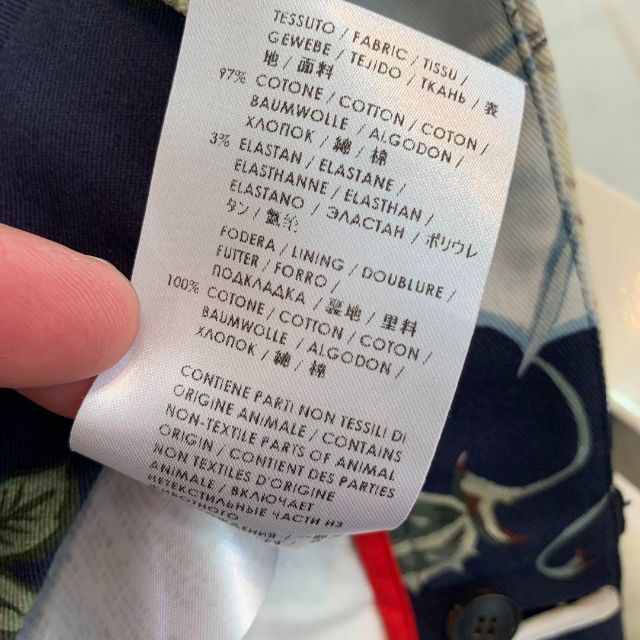 TESSUTO / FABRIC / TISSU /
GEWEBE / TEJIDO / ТКАНЬ / 表
地 / 面料
97% COTONE / COTTON / COTON /
BAUMWOLLE / ALGODON /
ХЛОПОК / 綿 / 棉
3% ELASTAN / ELASTANE /
ELASTHANNE / ELASTHAN /
ELASTANO / ЭЛАСТАН / ポリウレ
タン /
FODERA / LINING / DOUBLURE /
FUTTER / FORRO /
ПОДКЛАДКА / 裏地 / 里料
100% COTONE / COTTON / COTON /
BAUMWOLLE / ALGODON /
ХЛОПОК / 綿 / 棉
CONTIENE PARTI NON TESSILI DI
ORIGINE ANIMALE / CONTAINS
NON-TEXTILE PARTS OF ANIMAL
ORIGIN / CONTIENT DES PARTIES
NON TEXTILES D'ORIGINE
ANIMALE / ВКЛЮЧАЕТ
НЕТЕКСТИЛЬНЫЕ ЧАСТИ ИЗ